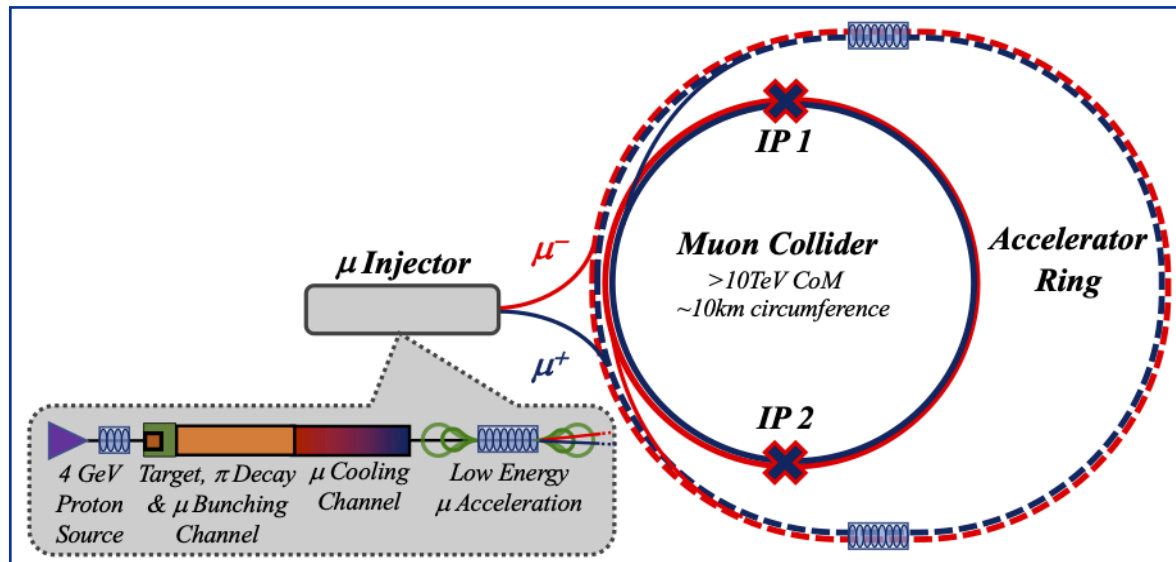 IP 1
μ⁻
Muon Collider
>10TeV CoM
~10km circumference
Accelerator
Ring
μ Injector
μ⁺
IP 2
4 GeV
Proton
Source
Target, π Decay
& μ Bunching
Channel
μ Cooling
Channel
Low Energy
μ Acceleration